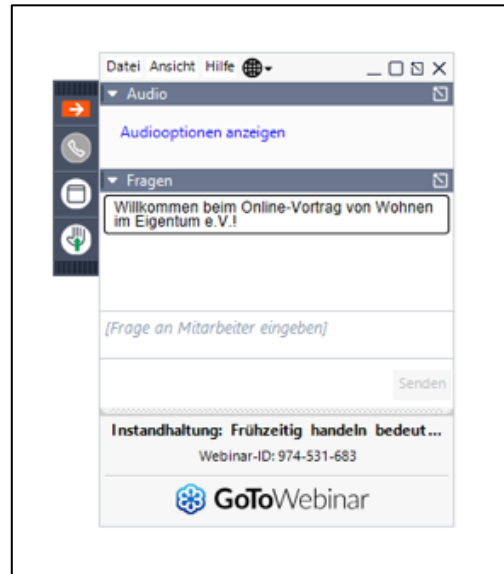 Datei Ansicht Hilfe
Audio
Audiooptionen anzeigen
Fragen
Willkommen beim Online-Vortrag von Wohnen
im Eigentum e.V.!
[Frage an Mitarbeiter eingeben]
Senden
Instandhaltung: Frühzeitig handeln bedeut...
Webinar-ID: 974-531-683
GoToWebinar